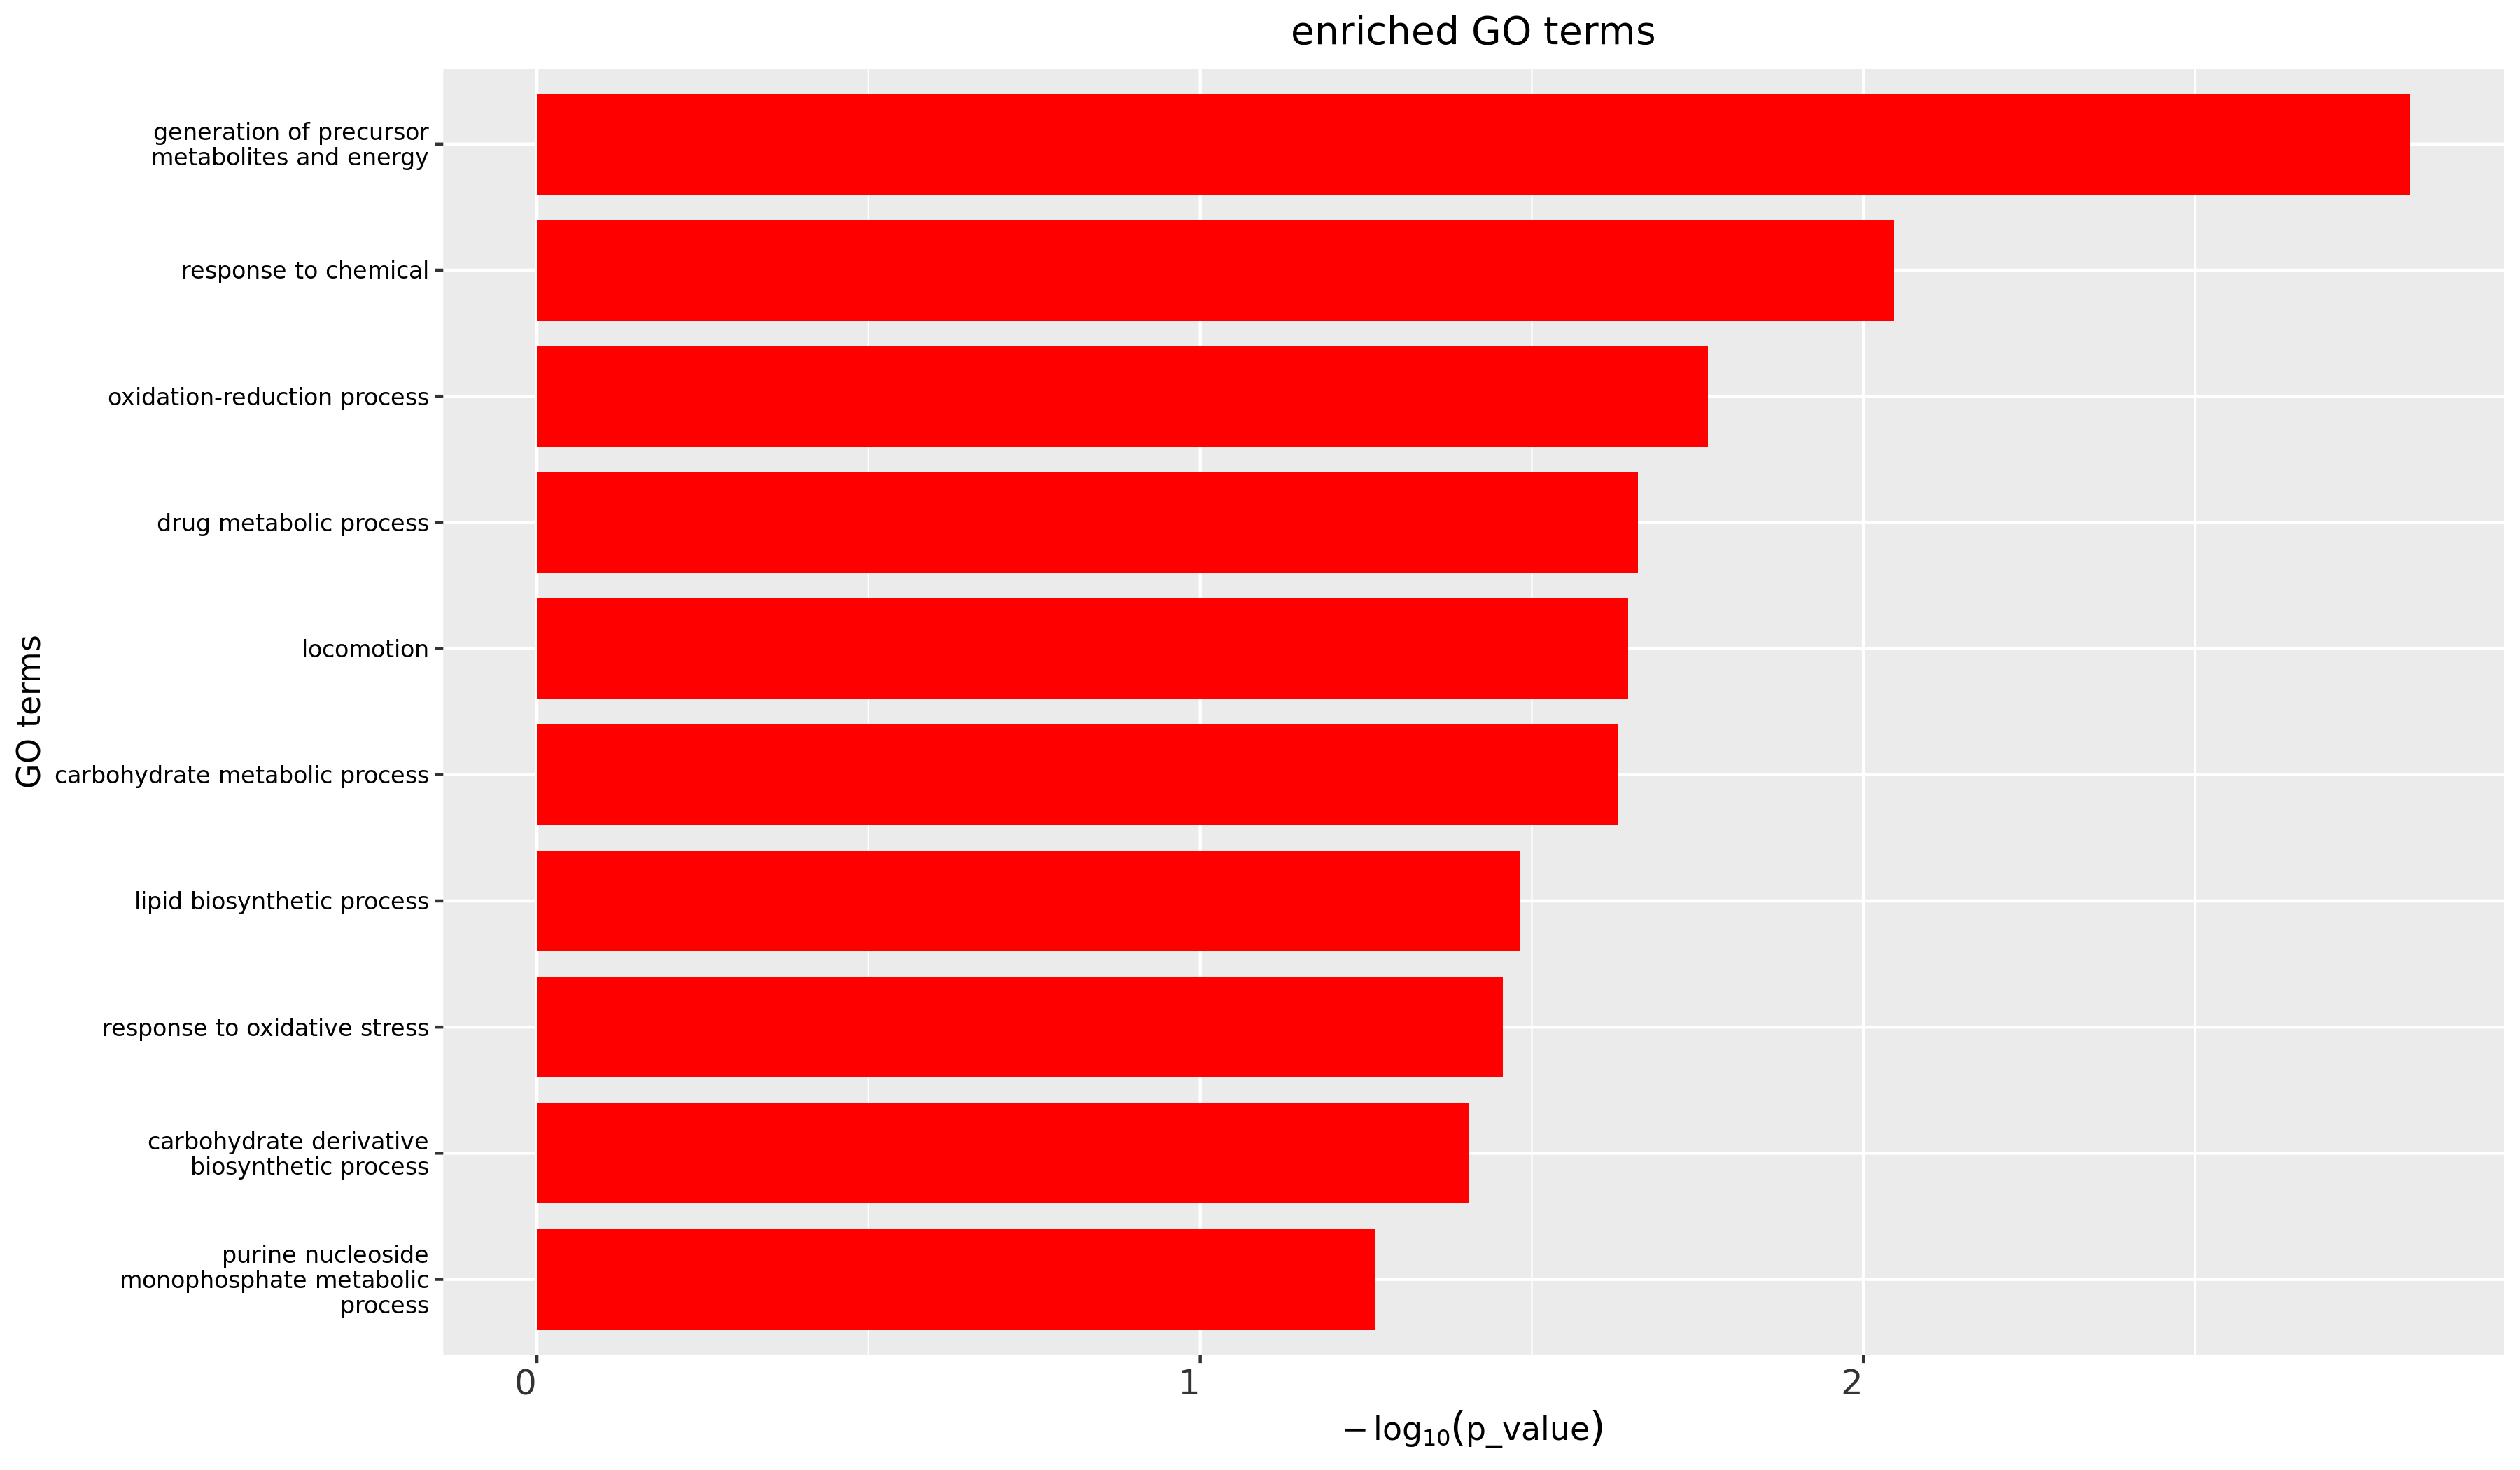 enriched GO terms
generation of precursor
metabolites and energy
response to chemical
oxidation-reduction process
drug metabolic process
locomotion
carbohydrate metabolic process
lipid biosynthetic process
response to oxidative stress
carbohydrate derivative
biosynthetic process
purine nucleoside
monophosphate metabolic
process
GO terms
0 1 2
− log₁₀(p_value)